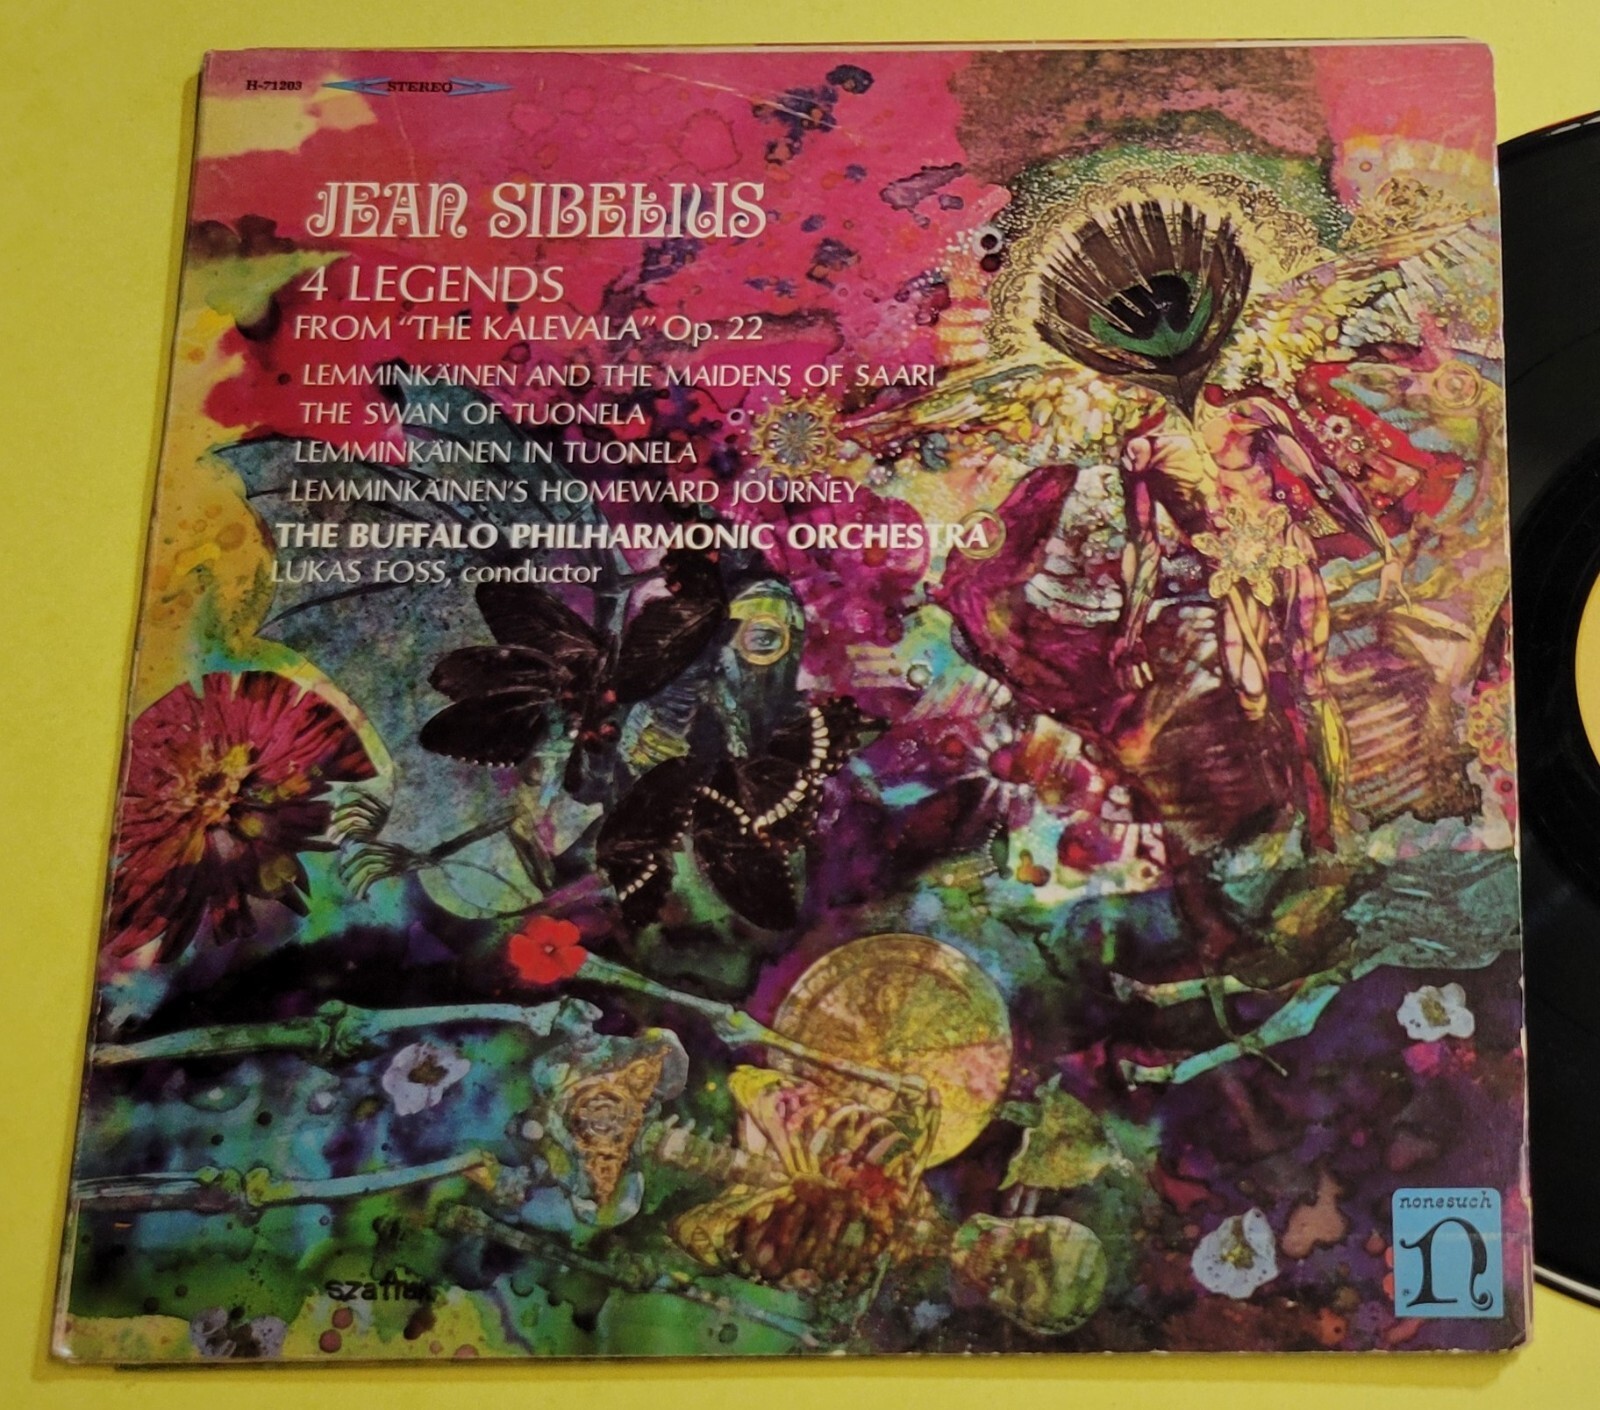 H-71203 STEREO
JEAN SIBELIUS
4 LEGENDS
FROM "THE KALEVALA" Op. 22
LEMMINKÄINEN AND THE MAIDENS OF SAARI
THE SWAN OF TUONELA
LEMMINKÄINEN IN TUONELA
LEMMINKÄINEN'S HOMEWARD JOURNEY
THE BUFFALO PHILHARMONIC ORCHESTRA
LUKAS FOSS, conductor
nonesuch
n
szafran